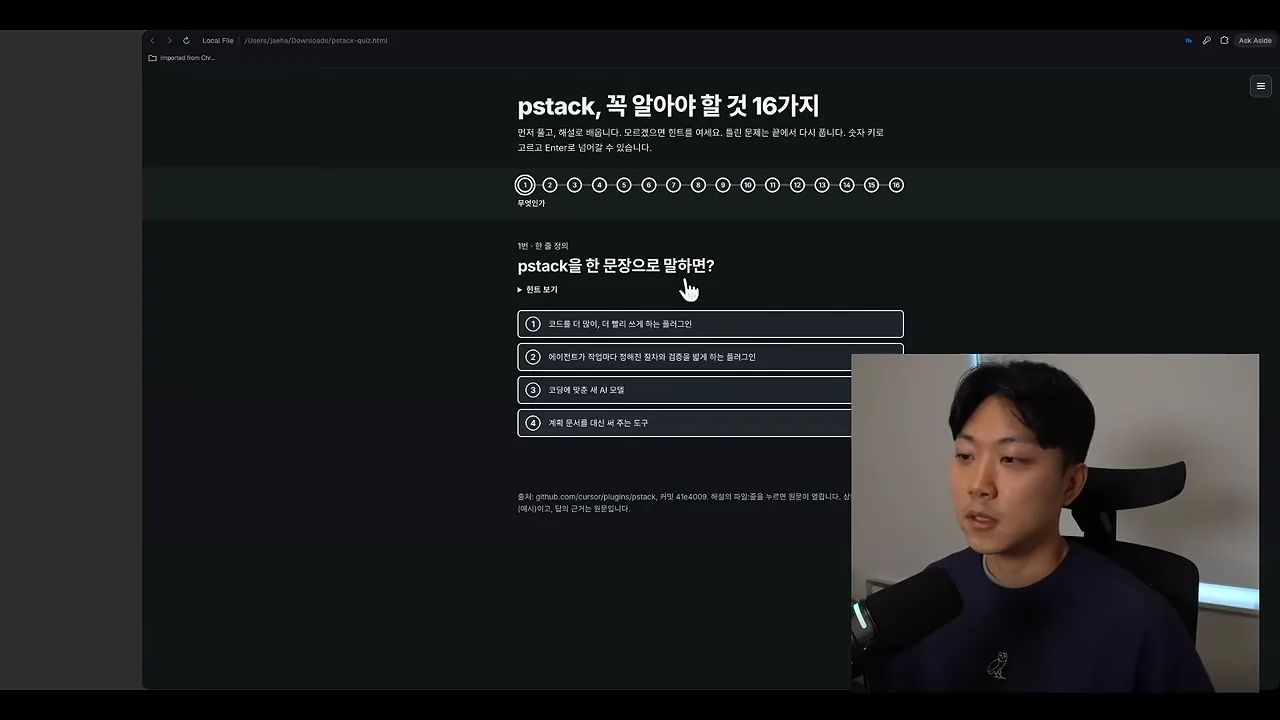 Local File
/Users/jaeha/Downloads/pstack-quiz.html
Ask Aside
Imported from Chr...
pstack, 꼭 알아야 할 것 16가지
먼저 풀고, 해설로 배웁니다. 모르겠으면 힌트를 여세요. 틀린 문제는 끝에서 다시 풉니다. 숫자 키로
고르고 Enter로 넘어갈 수 있습니다.
1 2 3 4 5 6 7 8 9 10 11 12 13 14 15 16
무엇인가
1번 · 한 줄 정의
pstack을 한 문장으로 말하면?
▶ 힌트 보기
1 코드를 더 많이, 더 빨리 쓰게 하는 플러그인
2 에이전트가 작업마다 정해진 절차와 검증을 밟게 하는 플러그인
3 코딩에 맞춘 새 AI 모델
4 계획 문서를 대신 써 주는 도구
출처: github.com/cursor/plugins/pstack, 커밋 41e4009. 해설의 파일:줄을 누르면 원문이 열립니다.
(예시)이고, 답의 근거는 원문입니다.